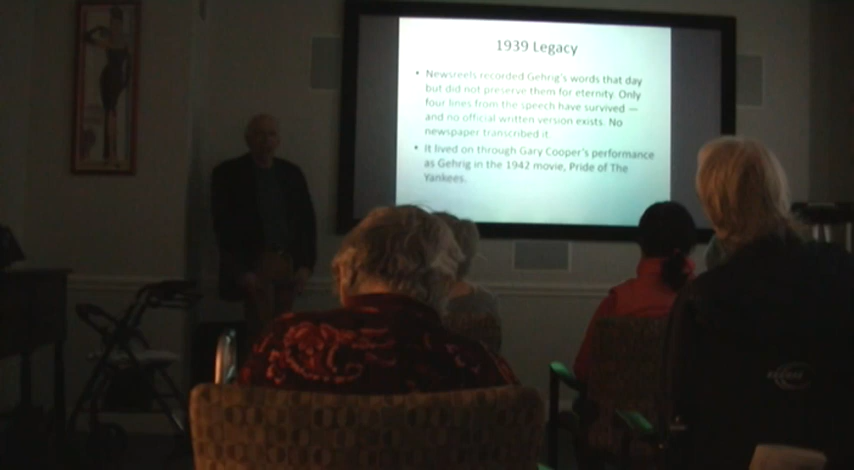 1939 Legacy
• Newsreels recorded Gehrig's words that day
but did not preserve them for eternity. Only
four lines from the speech have survived —
and no official written version exists. No
newspaper transcribed it.
• It lived on through Gary Cooper's performance
as Gehrig in the 1942 movie, Pride of The
Yankees.